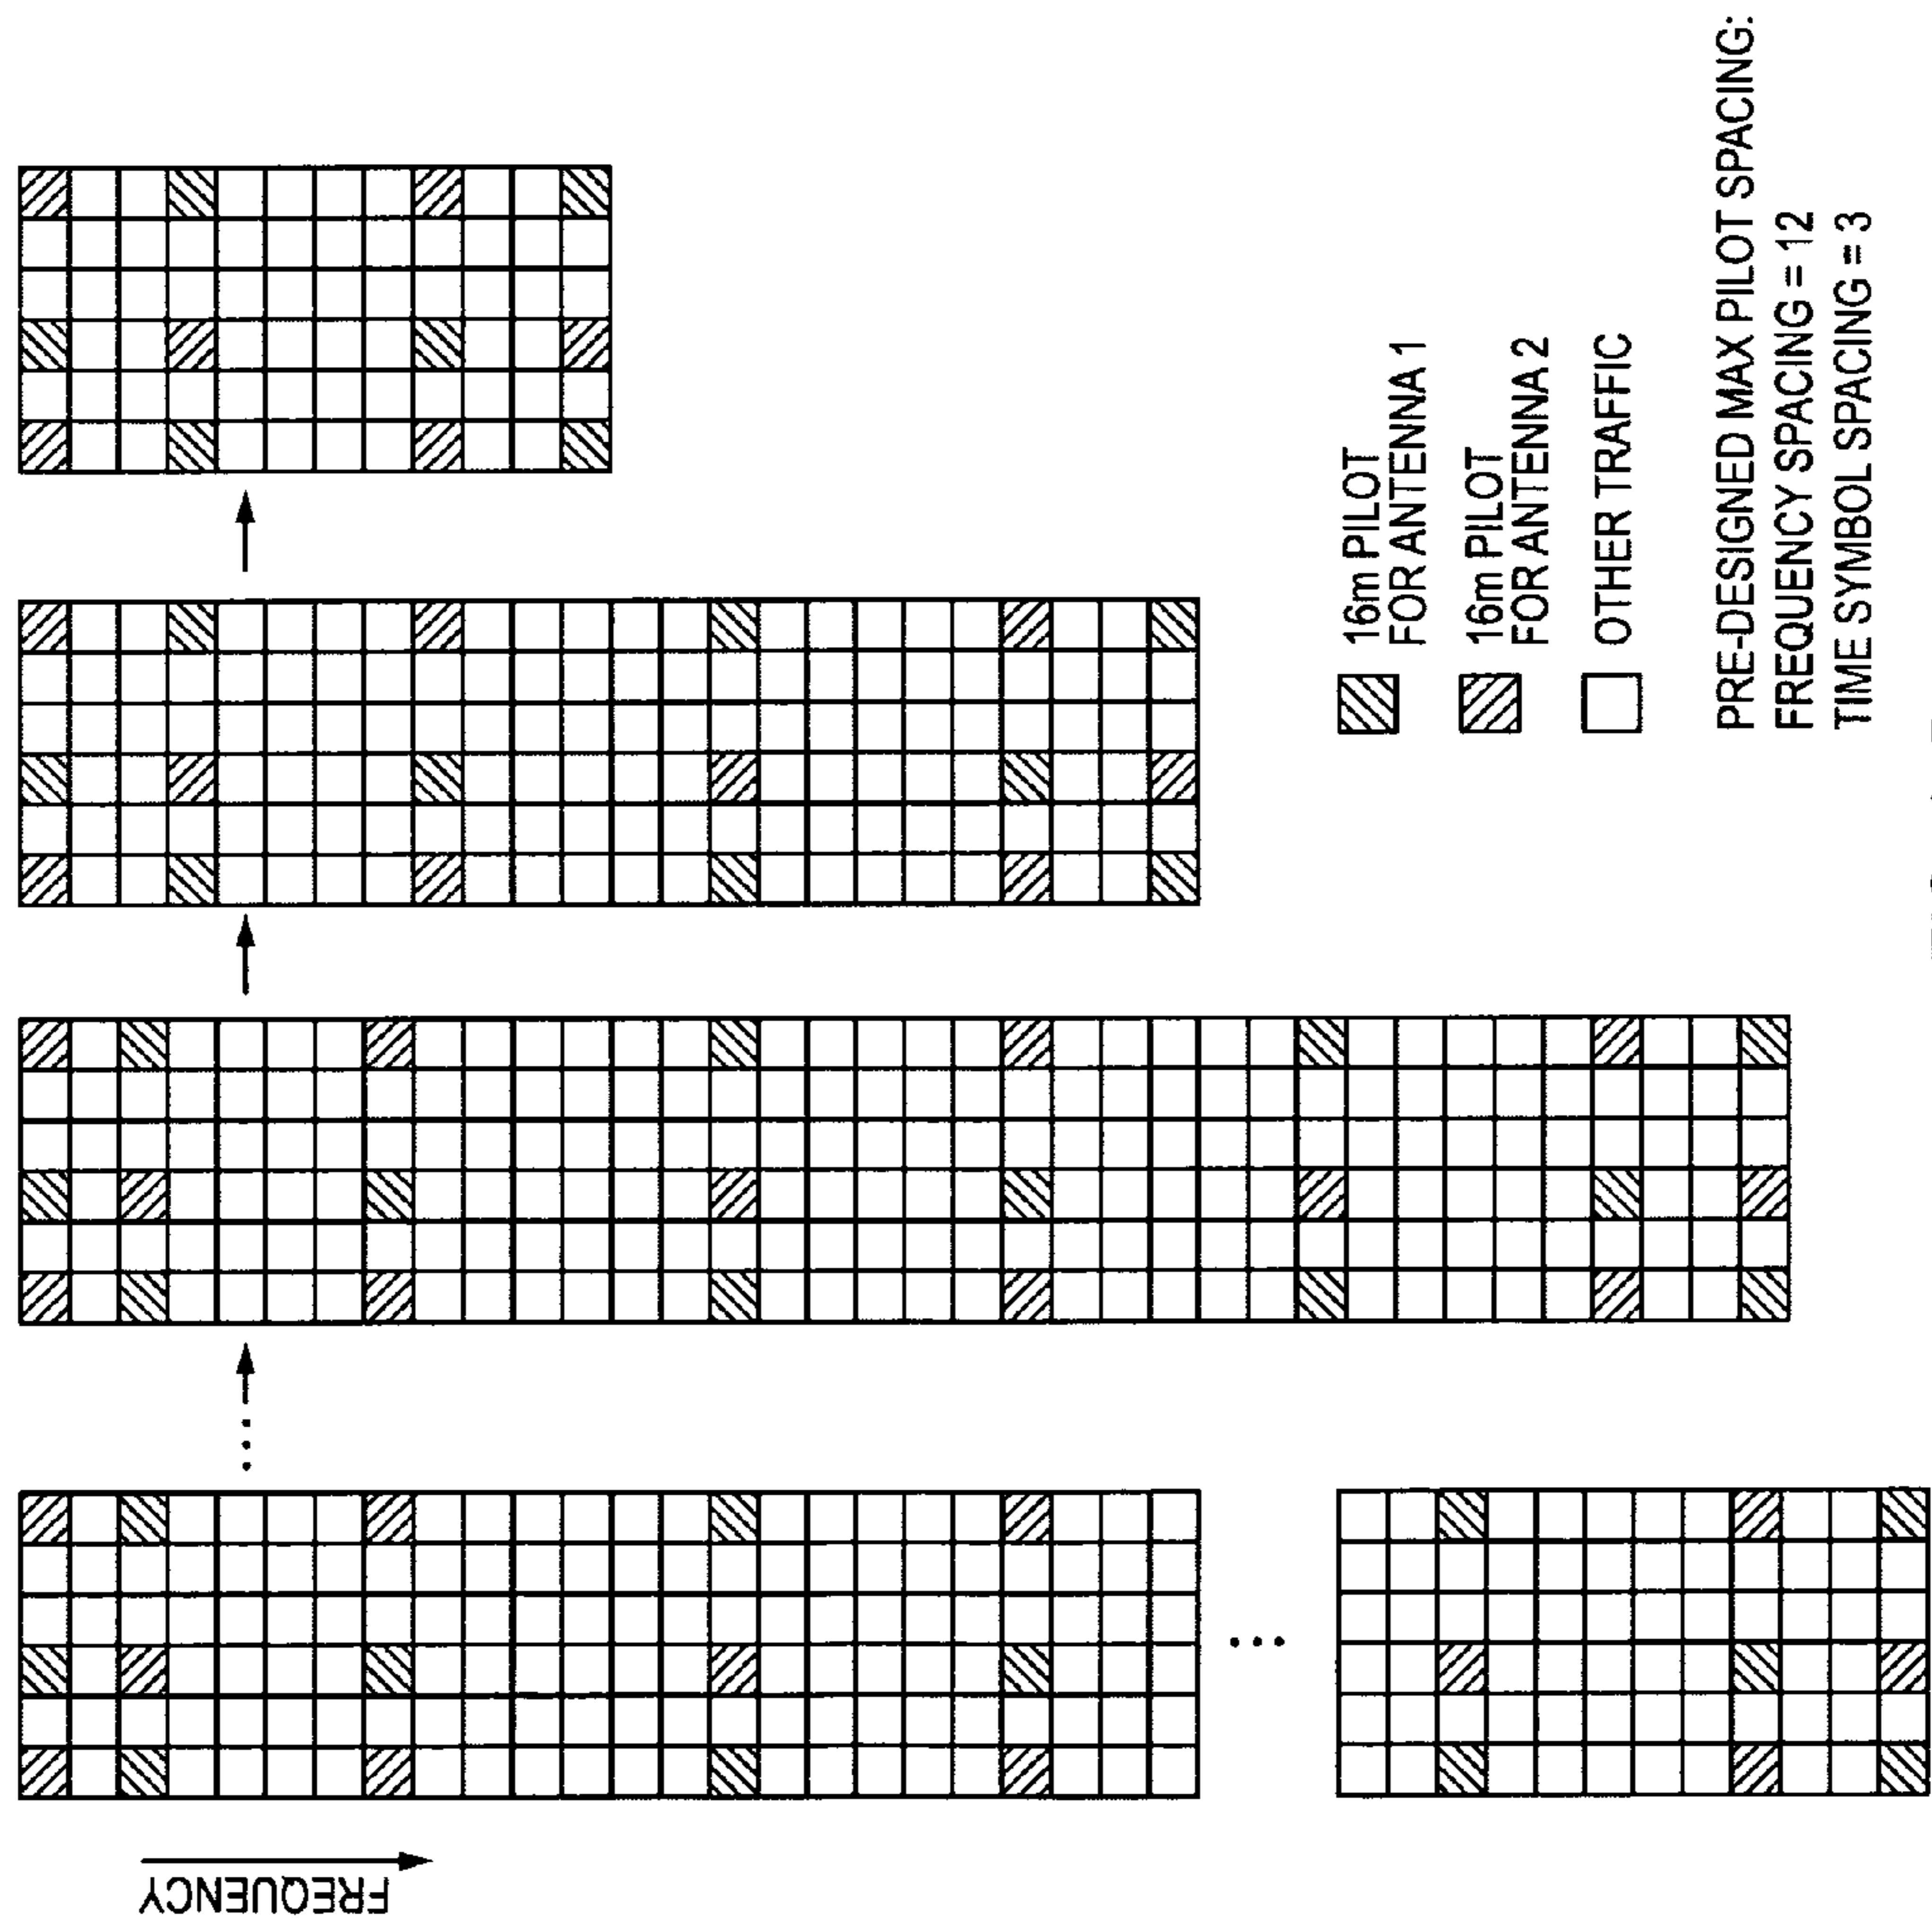 FREQUENCY
16m PILOT
FOR ANTENNA 1
16m PILOT
FOR ANTENNA 2
OTHER TRAFFIC
PRE-DESIGNED MAX PILOT SPACING:
FREQUENCY SPACING = 12
TIME SYMBOL SPACING = 3